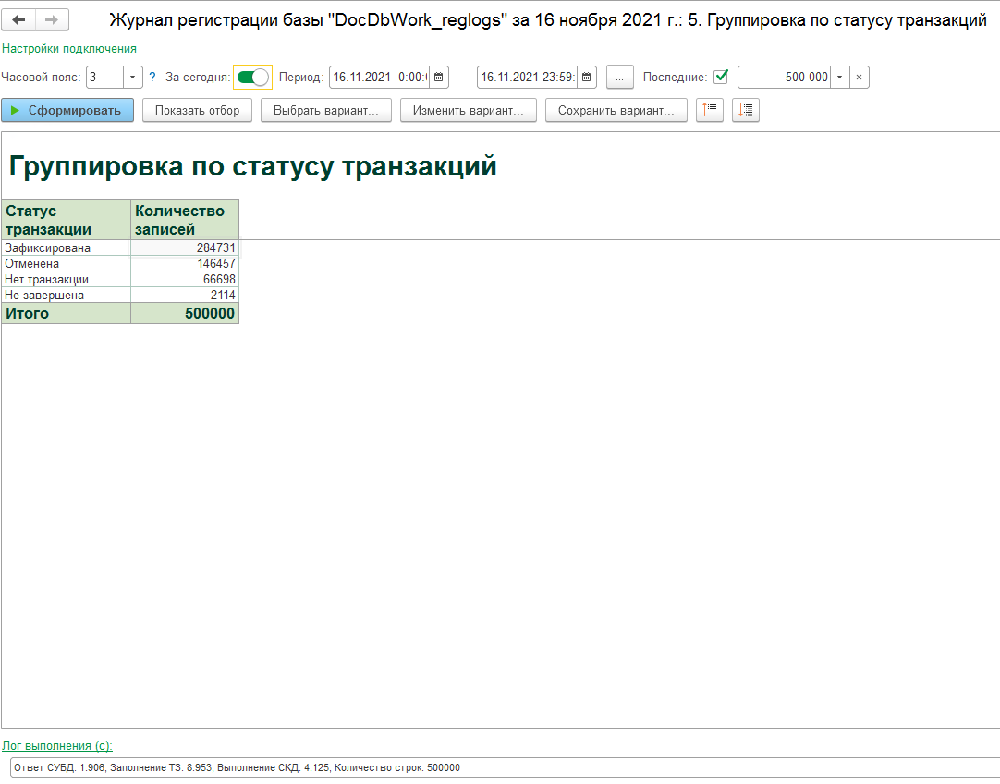 Журнал регистрации базы "DocDbWork_reglogs" за 16 ноября 2021 г.: 5. Группировка по статусу транзакций
Настройки подключения
Часовой пояс: 3 ? За сегодня: Период: 16.11.2021 0:00: – 16.11.2021 23:59: ... Последние: 500 000 ×
Сформировать Показать отбор Выбрать вариант... Изменить вариант... Сохранить вариант...
Группировка по статусу транзакций
Статус транзакции Количество записей
Зафиксирована 284731
Отменена 146457
Нет транзакции 66698
Не завершена 2114
Итого 500000
Лог выполнения (с):
Ответ СУБД: 1.906; Заполнение ТЗ: 8.953; Выполнение СКД: 4.125; Количество строк: 500000